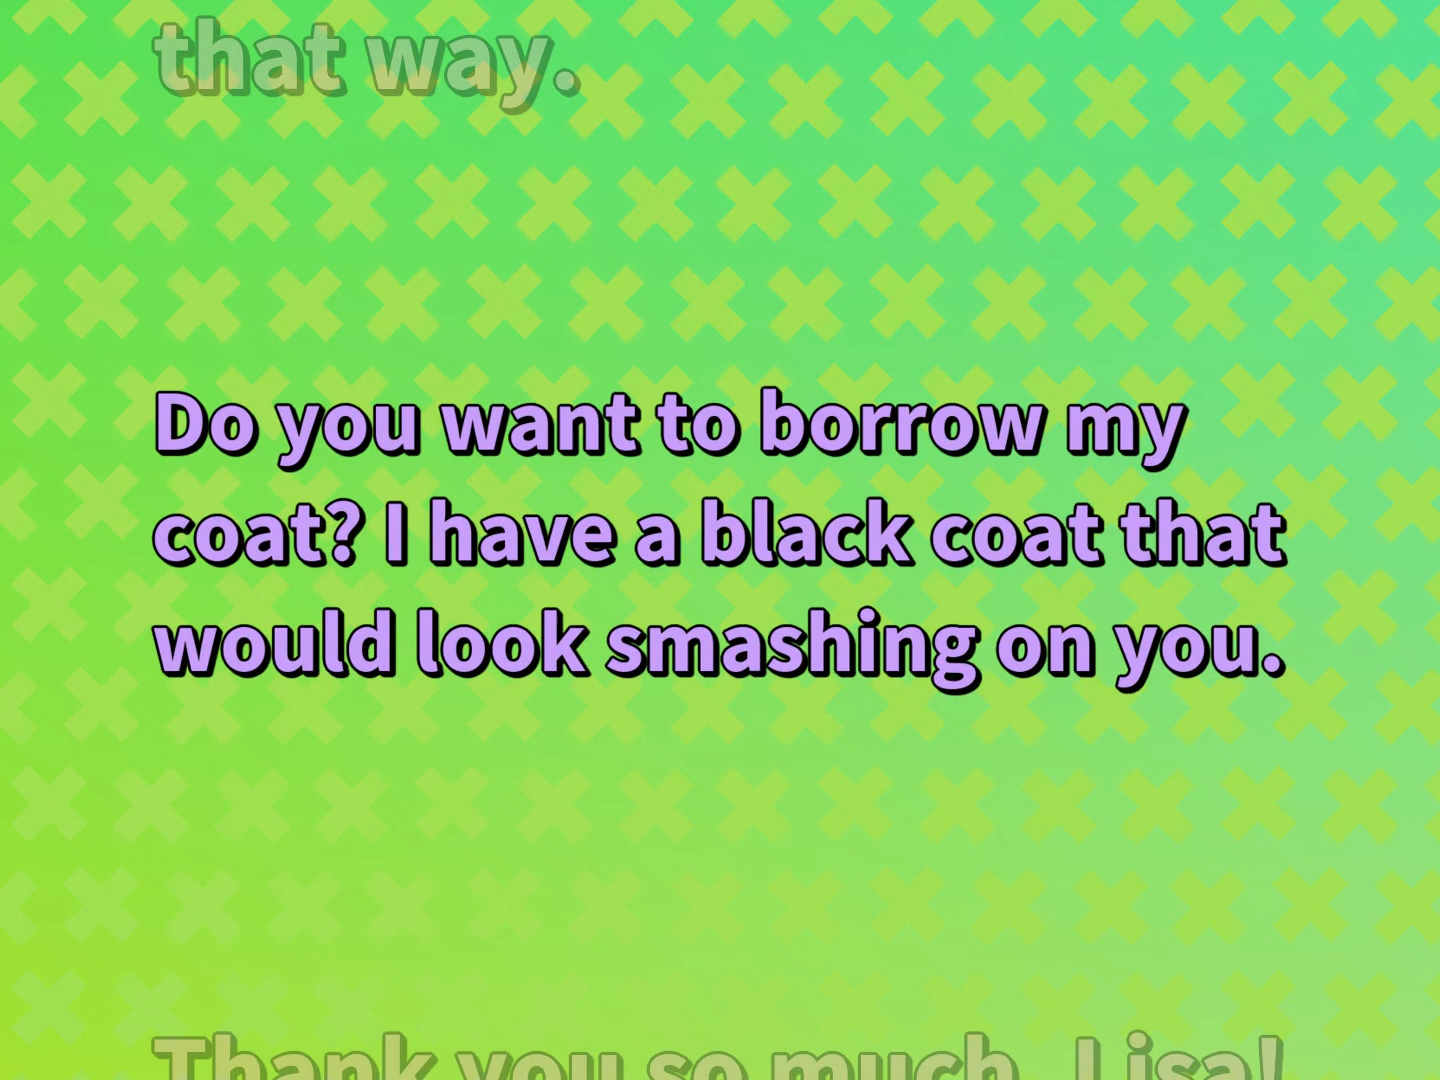 that way.
Do you want to borrow my
coat? I have a black coat that
would look smashing on you.
Thank you so much, Lisa!